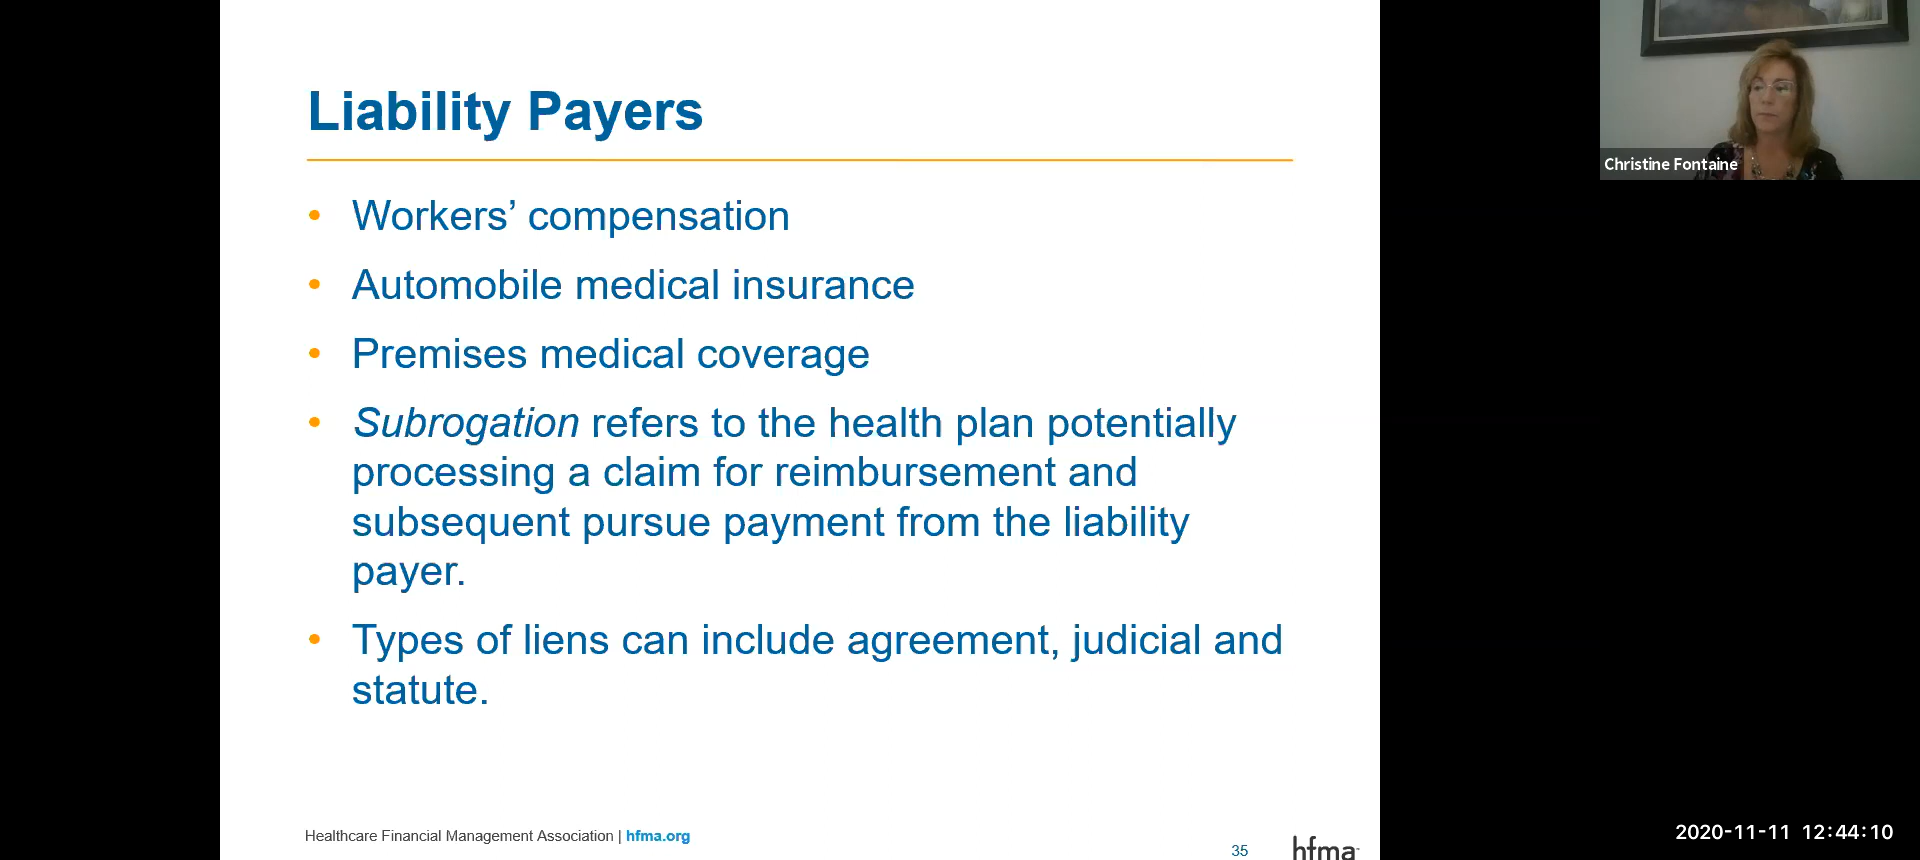 Liability Payers
• Workers’ compensation
• Automobile medical insurance
• Premises medical coverage
• Subrogation refers to the health plan potentially
processing a claim for reimbursement and
subsequent pursue payment from the liability
payer.
• Types of liens can include agreement, judicial and
statute.
Healthcare Financial Management Association | hfma.org
35
hfma
Christine Fontaine
2020-11-11 12:44:10